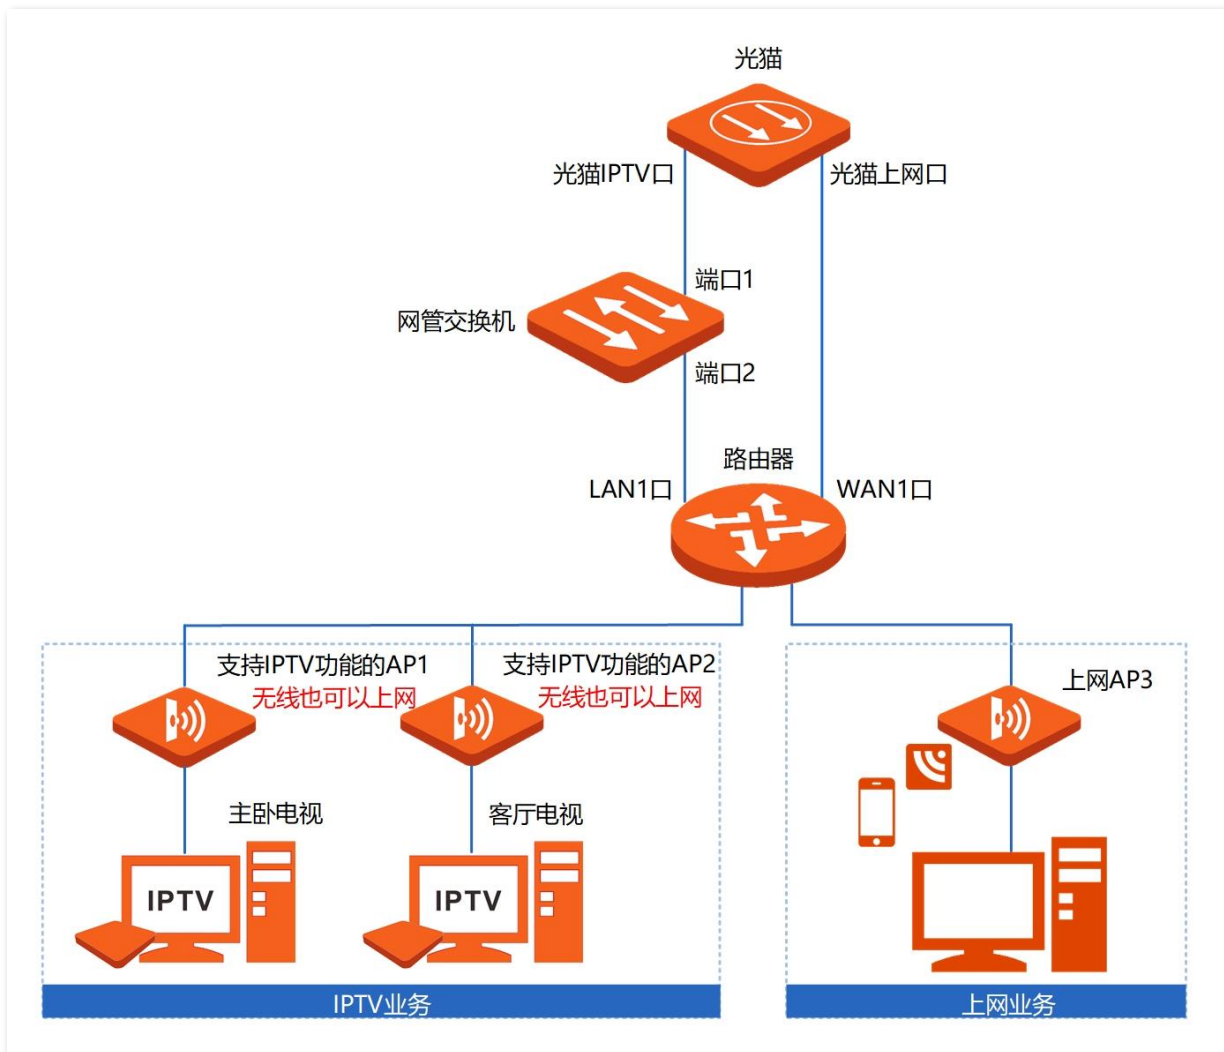 光猫
光猫IPTV口
光猫上网口
端口1
网管交换机
端口2
路由器
LAN1口
WAN1口
支持IPTV功能的AP1
无线也可以上网
支持IPTV功能的AP2
无线也可以上网
上网AP3
主卧电视
客厅电视
IPTV
IPTV
IPTV业务
上网业务